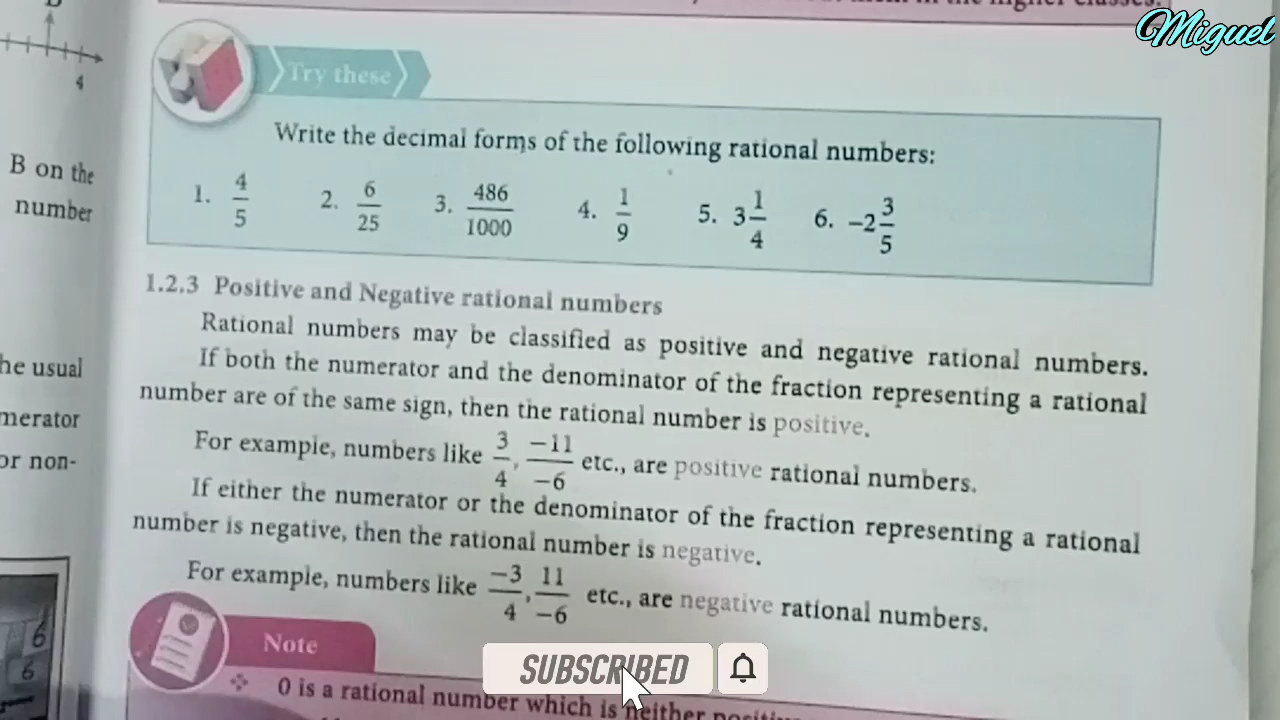 Miguel
Try these
Write the decimal forms of the following rational numbers:
1. 4/5 2. 6/25 3. 486/1000 4. 1/9 5. 3 1/4 6. −2 3/5
4
B on the
number
1.2.3 Positive and Negative rational numbers
Rational numbers may be classified as positive and negative rational numbers.
If both the numerator and the denominator of the fraction representing a rational
number are of the same sign, then the rational number is positive.
For example, numbers like 3/4, −11/−6 etc., are positive rational numbers.
If either the numerator or the denominator of the fraction representing a rational
number is negative, then the rational number is negative.
For example, numbers like −3/4, 11/−6 etc., are negative rational numbers.
he usual
merator
or non-
6
6
Note
SUBSCRIBED
❖ 0 is a rational number which is neither